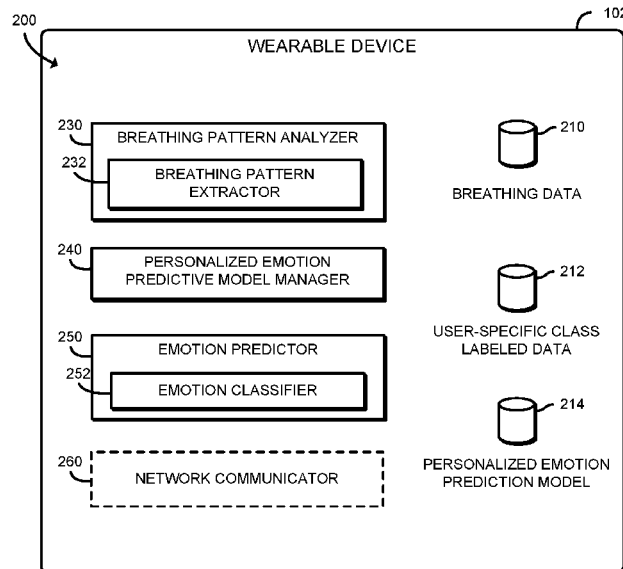 200
102
WEARABLE DEVICE
230
BREATHING PATTERN ANALYZER
232
BREATHING PATTERN
EXTRACTOR
210
BREATHING DATA
240
PERSONALIZED EMOTION
PREDICTIVE MODEL MANAGER
212
USER-SPECIFIC CLASS
LABELED DATA
250
EMOTION PREDICTOR
252
EMOTION CLASSIFIER
214
PERSONALIZED EMOTION
PREDICTION MODEL
260
NETWORK COMMUNICATOR